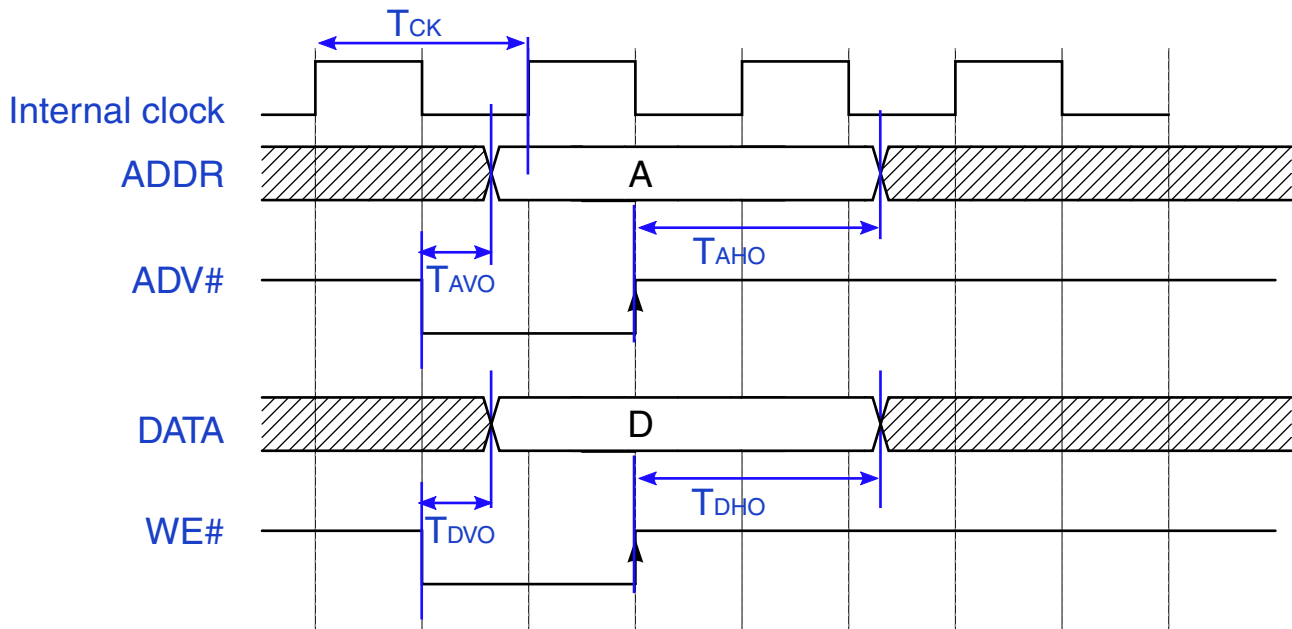 TCK
Internal clock
ADDR
A
TAHO
ADV#
TAVO
DATA
D
TDHO
WE#
TDVO